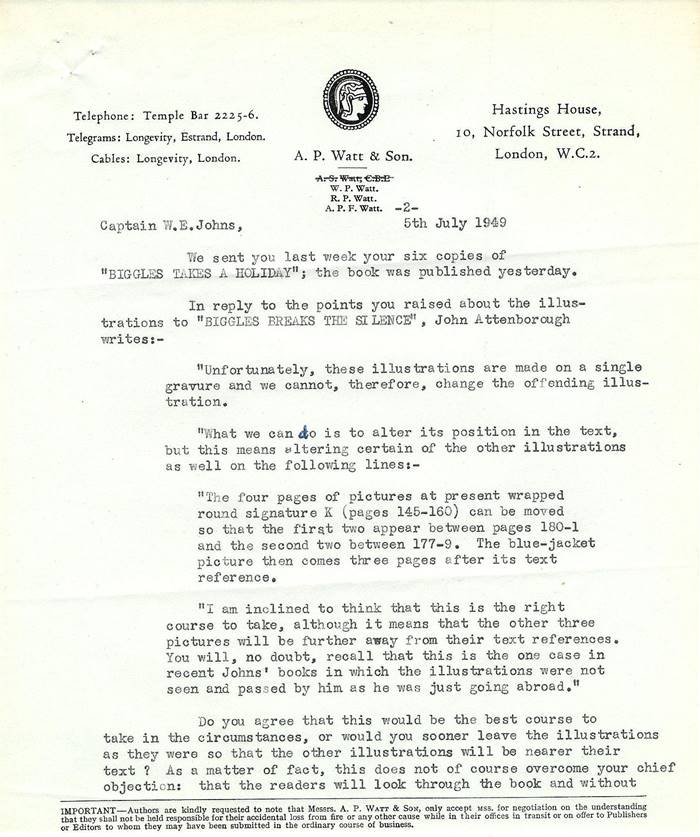 Telephone: Temple Bar 2225-6.
Telegrams: Longevity, Estrand, London.
Cables: Longevity, London.
A. P. Watt & Son.
A. S. Watt, C.B.E
W. P. Watt.
R. P. Watt.
A. P. F. Watt.
Hastings House,
10, Norfolk Street, Strand,
London, W.C.2.
-2-
Captain W.E.Johns, 5th July 1949
We sent you last week your six copies of
"BIGGLES TAKES A HOLIDAY"; the book was published yesterday.
In reply to the points you raised about the illus-
trations to "BIGGLES BREAKS THE SILENCE", John Attenborough
writes:-
"Unfortunately, these illustrations are made on a single
gravure and we cannot, therefore, change the offending illus-
tration.
"What we can do is to alter its position in the text,
but this means altering certain of the other illustrations
as well on the following lines:-
"The four pages of pictures at present wrapped
round signature K (pages 145-160) can be moved
so that the first two appear between pages 180-1
and the second two between 177-9. The blue-jacket
picture then comes three pages after its text
reference.
"I am inclined to think that this is the right
course to take, although it means that the other three
pictures will be further away from their text references.
You will, no doubt, recall that this is the one case in
recent Johns' books in which the illustrations were not
seen and passed by him as he was just going abroad."
Do you agree that this would be the best course to
take in the circumstances, or would you sooner leave the illustrations
as they were so that the other illustrations will be nearer their
text ? As a matter of fact, this does not of course overcome your chief
objection: that the readers will look through the book and without
IMPORTANT—Authors are kindly requested to note that Messrs. A. P. WATT & SON, only accept MSS. for negotiation on the understanding
that they shall not be held responsible for their accidental loss from fire or any other cause while in their offices in transit or on offer to Publishers
or Editors to whom they may have been submitted in the ordinary course of business.